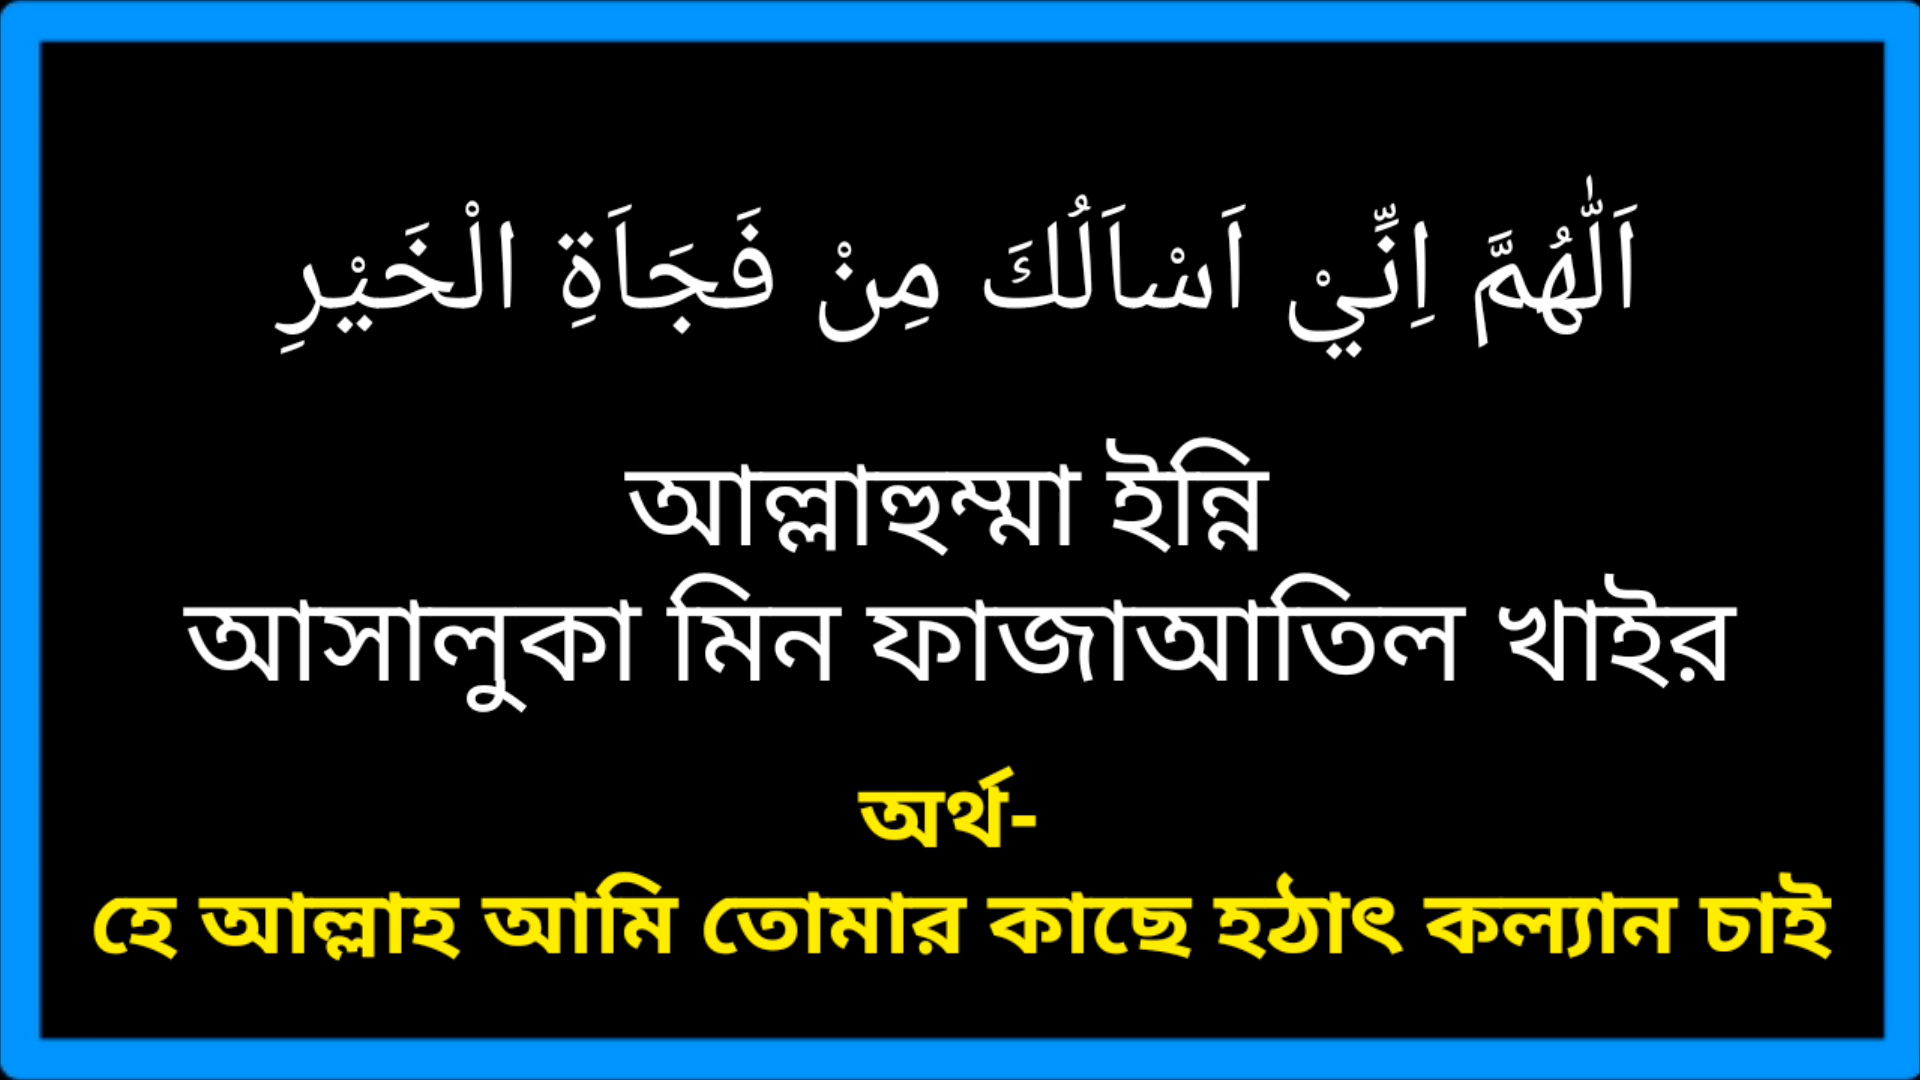 اَللّٰهُمَّ اِنِّيْ اَسْاَلُكَ مِنْ فَجَاَةِ الْخَيْرِ
আল্লাহুম্মা ইন্নি
আসালুকা মিন ফাজাআতিল খাইর
অর্থ-
হে আল্লাহ আমি তোমার কাছে হঠাৎ কল্যান চাই